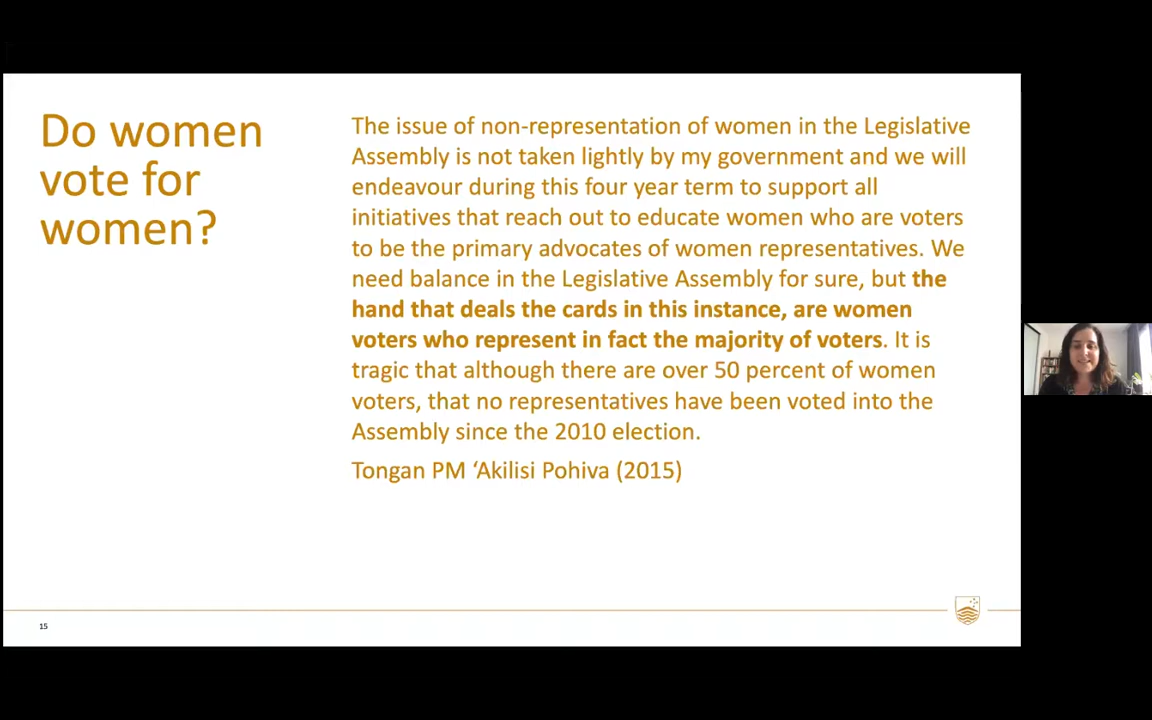 Do women
vote for
women?
The issue of non-representation of women in the Legislative
Assembly is not taken lightly by my government and we will
endeavour during this four year term to support all
initiatives that reach out to educate women who are voters
to be the primary advocates of women representatives. We
need balance in the Legislative Assembly for sure, but the
hand that deals the cards in this instance, are women
voters who represent in fact the majority of voters. It is
tragic that although there are over 50 percent of women
voters, that no representatives have been voted into the
Assembly since the 2010 election.
Tongan PM ‘Akilisi Pohiva (2015)
15